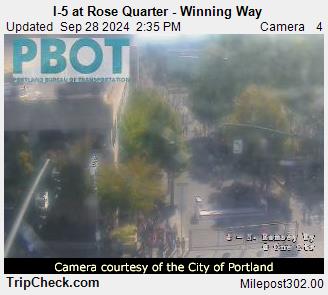 I-5 at Rose Quarter - Winning Way
Updated Sep 28 2024 2:35 PM Camera 4
PBOT
PORTLAND BUREAU OF TRANSPORTATION
Camera courtesy of the City of Portland
TripCheck.com Milepost302.00